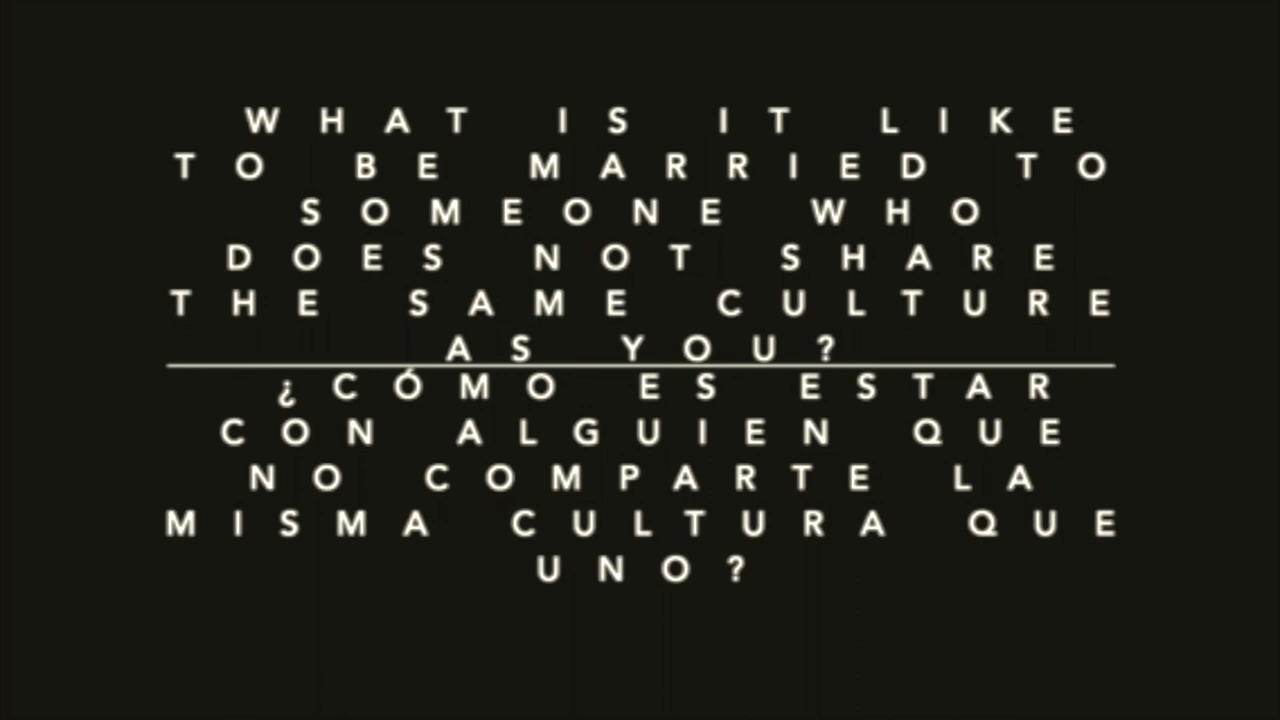 WHAT IS IT LIKE
TO BE MARRIED TO
SOMEONE WHO
DOES NOT SHARE
THE SAME CULTURE
AS YOU?
¿CÓMO ES ESTAR
CON ALGUIEN QUE
NO COMPARTE LA
MISMA CULTURA QUE
UNO?